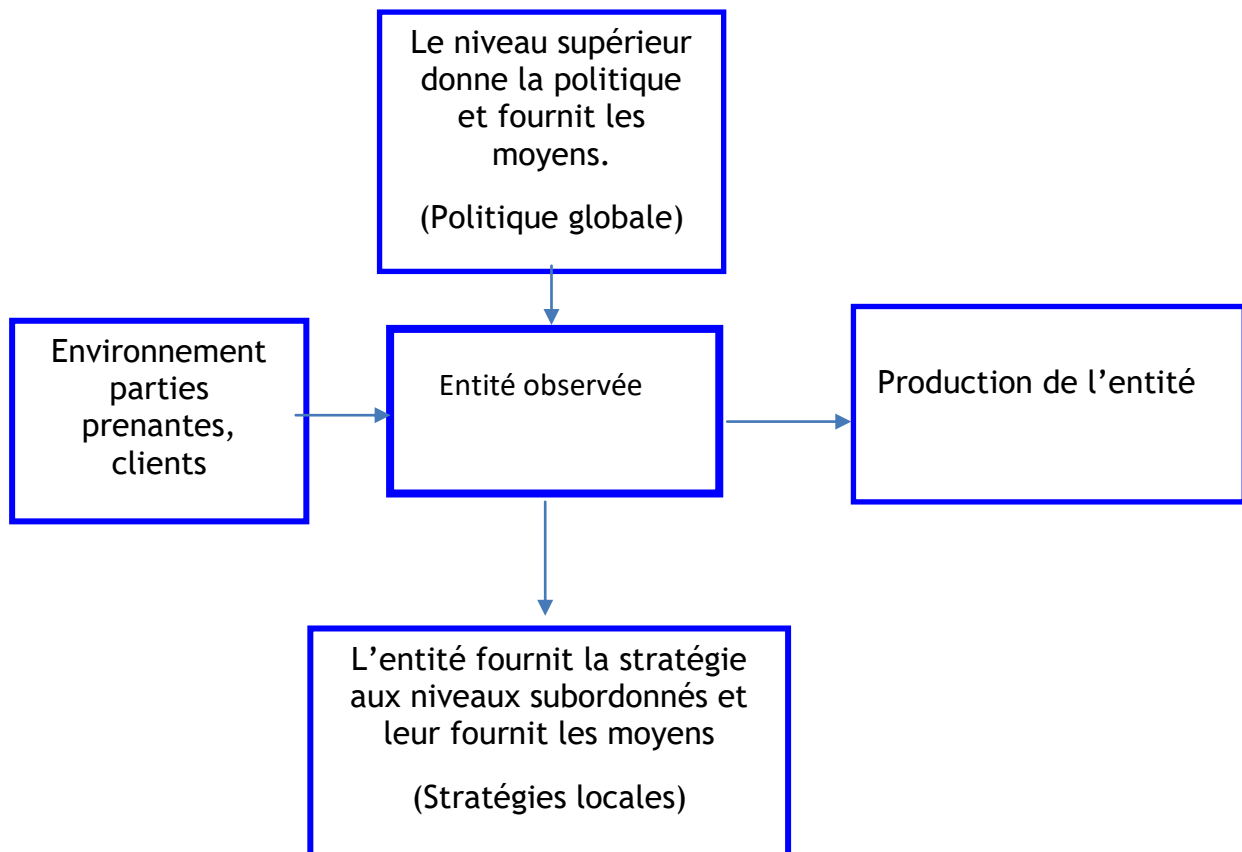 Le niveau supérieur
donne la politique
et fournit les
moyens.
(Politique globale)
Environnement
parties
prenantes,
clients
Entité observée
Production de l’entité
L’entité fournit la stratégie
aux niveaux subordonnés et
leur fournit les moyens
(Stratégies locales)